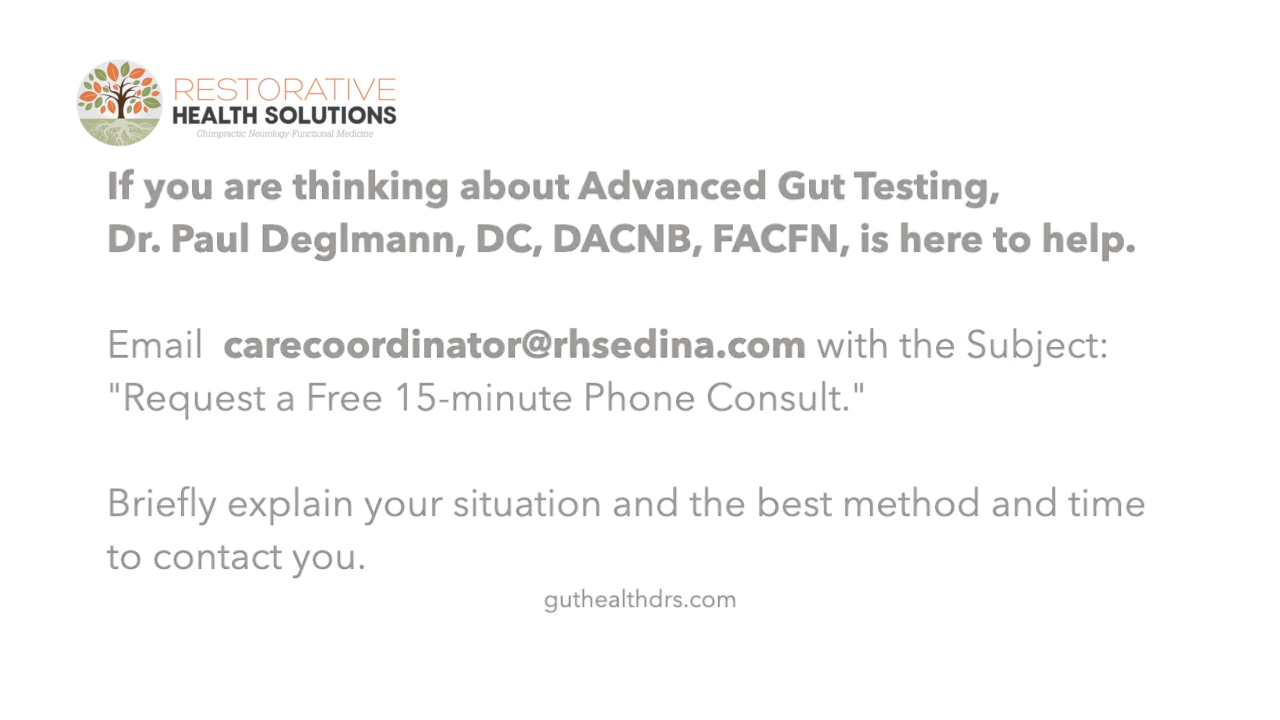 RESTORATIVE
HEALTH SOLUTIONS
Chiropractic Neurology-Functional Medicine
If you are thinking about Advanced Gut Testing,
Dr. Paul Deglmann, DC, DACNB, FACFN, is here to help.
Email carecoordinator@rhsedina.com with the Subject:
"Request a Free 15-minute Phone Consult."
Briefly explain your situation and the best method and time
to contact you.
guthealthdrs.com